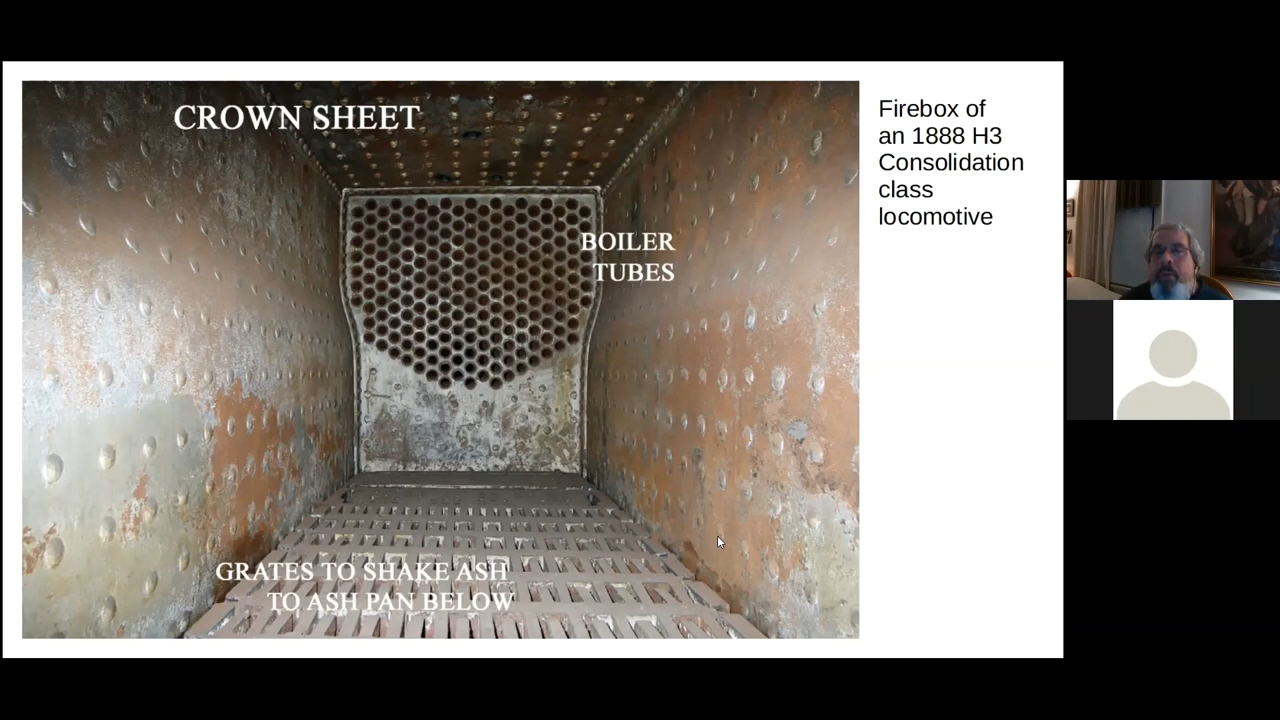 CROWN SHEET
BOILER
TUBES
GRATES TO SHAKE ASH
TO ASH PAN BELOW
Firebox of
an 1888 H3
Consolidation
class
locomotive